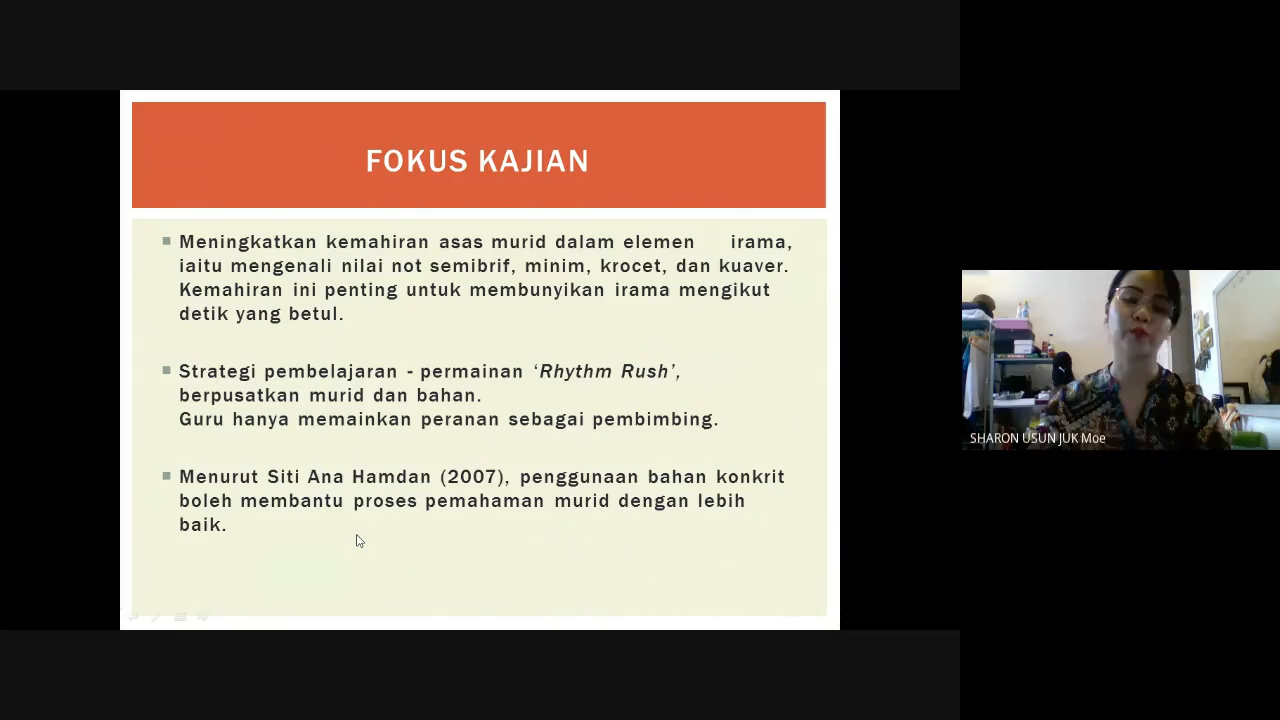 FOKUS KAJIAN
Meningkatkan kemahiran asas murid dalam elemen irama,
iaitu mengenali nilai not semibrif, minim, krocet, dan kuaver.
Kemahiran ini penting untuk membunyikan irama mengikut
detik yang betul.
Strategi pembelajaran - permainan ‘Rhythm Rush’,
berpusatkan murid dan bahan.
Guru hanya memainkan peranan sebagai pembimbing.
Menurut Siti Ana Hamdan (2007), penggunaan bahan konkrit
boleh membantu proses pemahaman murid dengan lebih
baik.
SHARON USUN JUK Moe